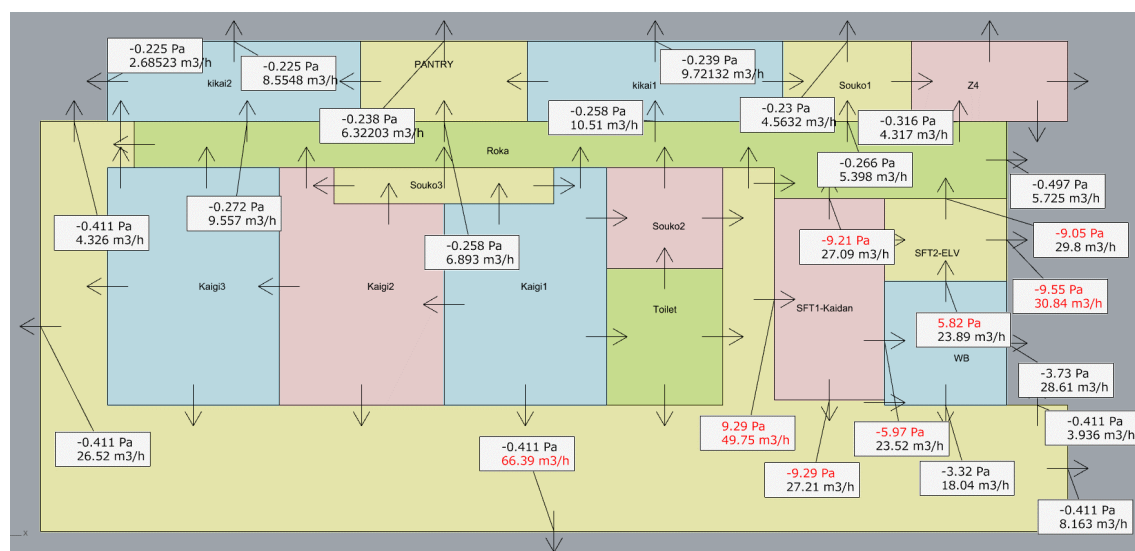 -0.225 Pa
2.68523 m3/h
-0.225 Pa
8.5548 m3/h
kikai2
PANTRY
-0.238 Pa
6.32203 m3/h
-0.239 Pa
9.72132 m3/h
kikai1
-0.258 Pa
10.51 m3/h
-0.23 Pa
4.5632 m3/h
Souko1
Z4
-0.316 Pa
4.317 m3/h
Roka
-0.266 Pa
5.398 m3/h
-0.497 Pa
5.725 m3/h
-0.411 Pa
4.326 m3/h
-0.272 Pa
9.557 m3/h
Souko3
-0.258 Pa
6.893 m3/h
Souko2
-9.21 Pa
27.09 m3/h
-9.05 Pa
29.8 m3/h
SFT2-ELV
-9.55 Pa
30.84 m3/h
Kaigi3
Kaigi2
Kaigi1
Toilet
SFT1-Kaidan
5.82 Pa
23.89 m3/h
WB
-3.73 Pa
28.61 m3/h
-0.411 Pa
26.52 m3/h
-0.411 Pa
66.39 m3/h
9.29 Pa
49.75 m3/h
-5.97 Pa
23.52 m3/h
-0.411 Pa
3.936 m3/h
-9.29 Pa
27.21 m3/h
-3.32 Pa
18.04 m3/h
-0.411 Pa
8.163 m3/h
x